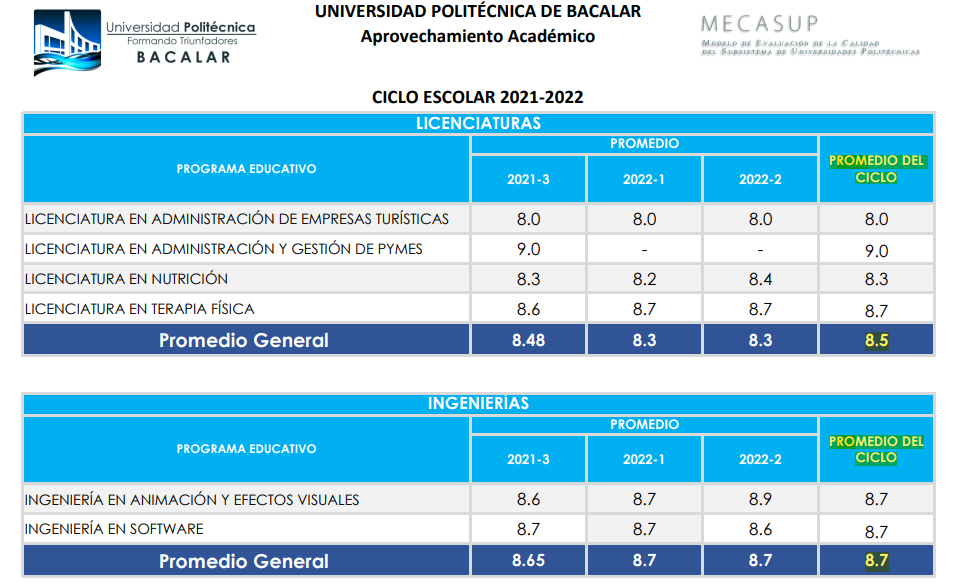 Universidad Politécnica
Formando Triunfadores
BACALAR
UNIVERSIDAD POLITÉCNICA DE BACALAR
Aprovechamiento Académico
MECASUP
MODELO DE EVALUACIÓN DE LA CALIDAD
DEL SUBSISTEMA DE UNIVERSIDADES POLITÉCNICAS
CICLO ESCOLAR 2021-2022
LICENCIATURAS
PROGRAMA EDUCATIVO
PROMEDIO
PROMEDIO DEL
CICLO
2021-3 2022-1 2022-2
LICENCIATURA EN ADMINISTRACIÓN DE EMPRESAS TURÍSTICAS 8.0 8.0 8.0 8.0
LICENCIATURA EN ADMINISTRACIÓN Y GESTIÓN DE PYMES 9.0 - - 9.0
LICENCIATURA EN NUTRICIÓN 8.3 8.2 8.4 8.3
LICENCIATURA EN TERAPIA FÍSICA 8.6 8.7 8.7 8.7
Promedio General 8.48 8.3 8.3 8.5
INGENIERÍAS
PROGRAMA EDUCATIVO
PROMEDIO
PROMEDIO DEL
CICLO
2021-3 2022-1 2022-2
INGENIERÍA EN ANIMACIÓN Y EFECTOS VISUALES 8.6 8.7 8.9 8.7
INGENIERÍA EN SOFTWARE 8.7 8.7 8.6 8.7
Promedio General 8.65 8.7 8.7 8.7